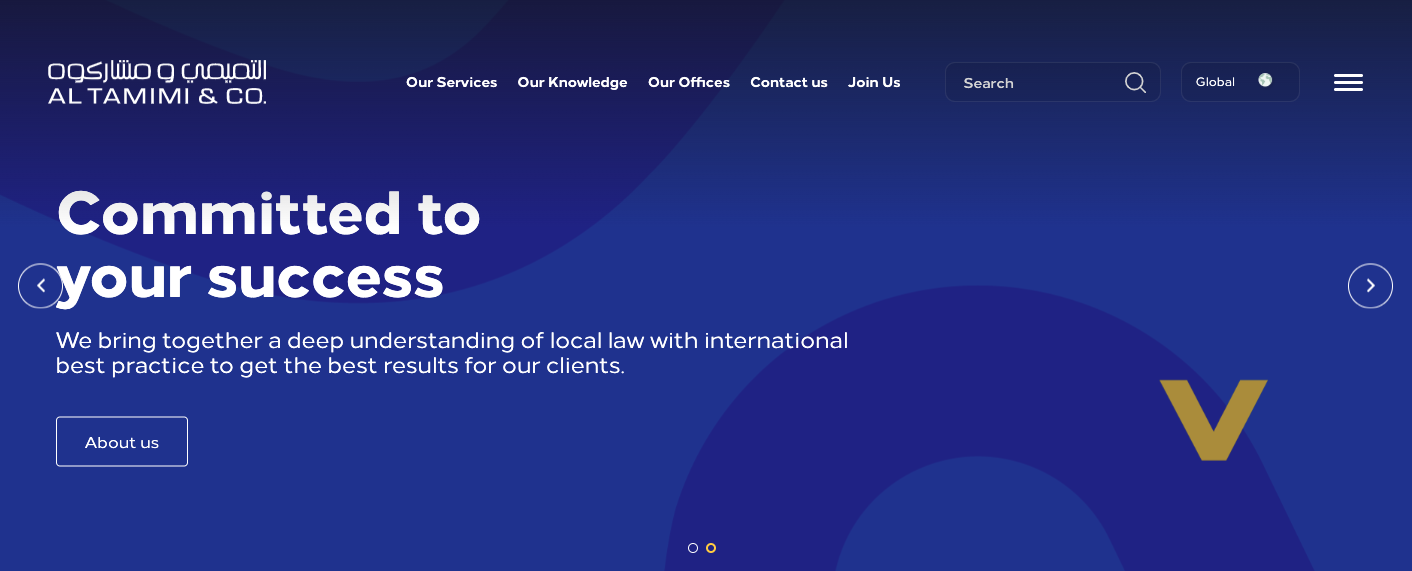 التميمي و مشاركوه
AL TAMIMI & CO.
Our Services
Our Knowledge
Our Offices
Contact us
Join Us
Search
Global
Committed to
your success
We bring together a deep understanding of local law with international
best practice to get the best results for our clients.
About us